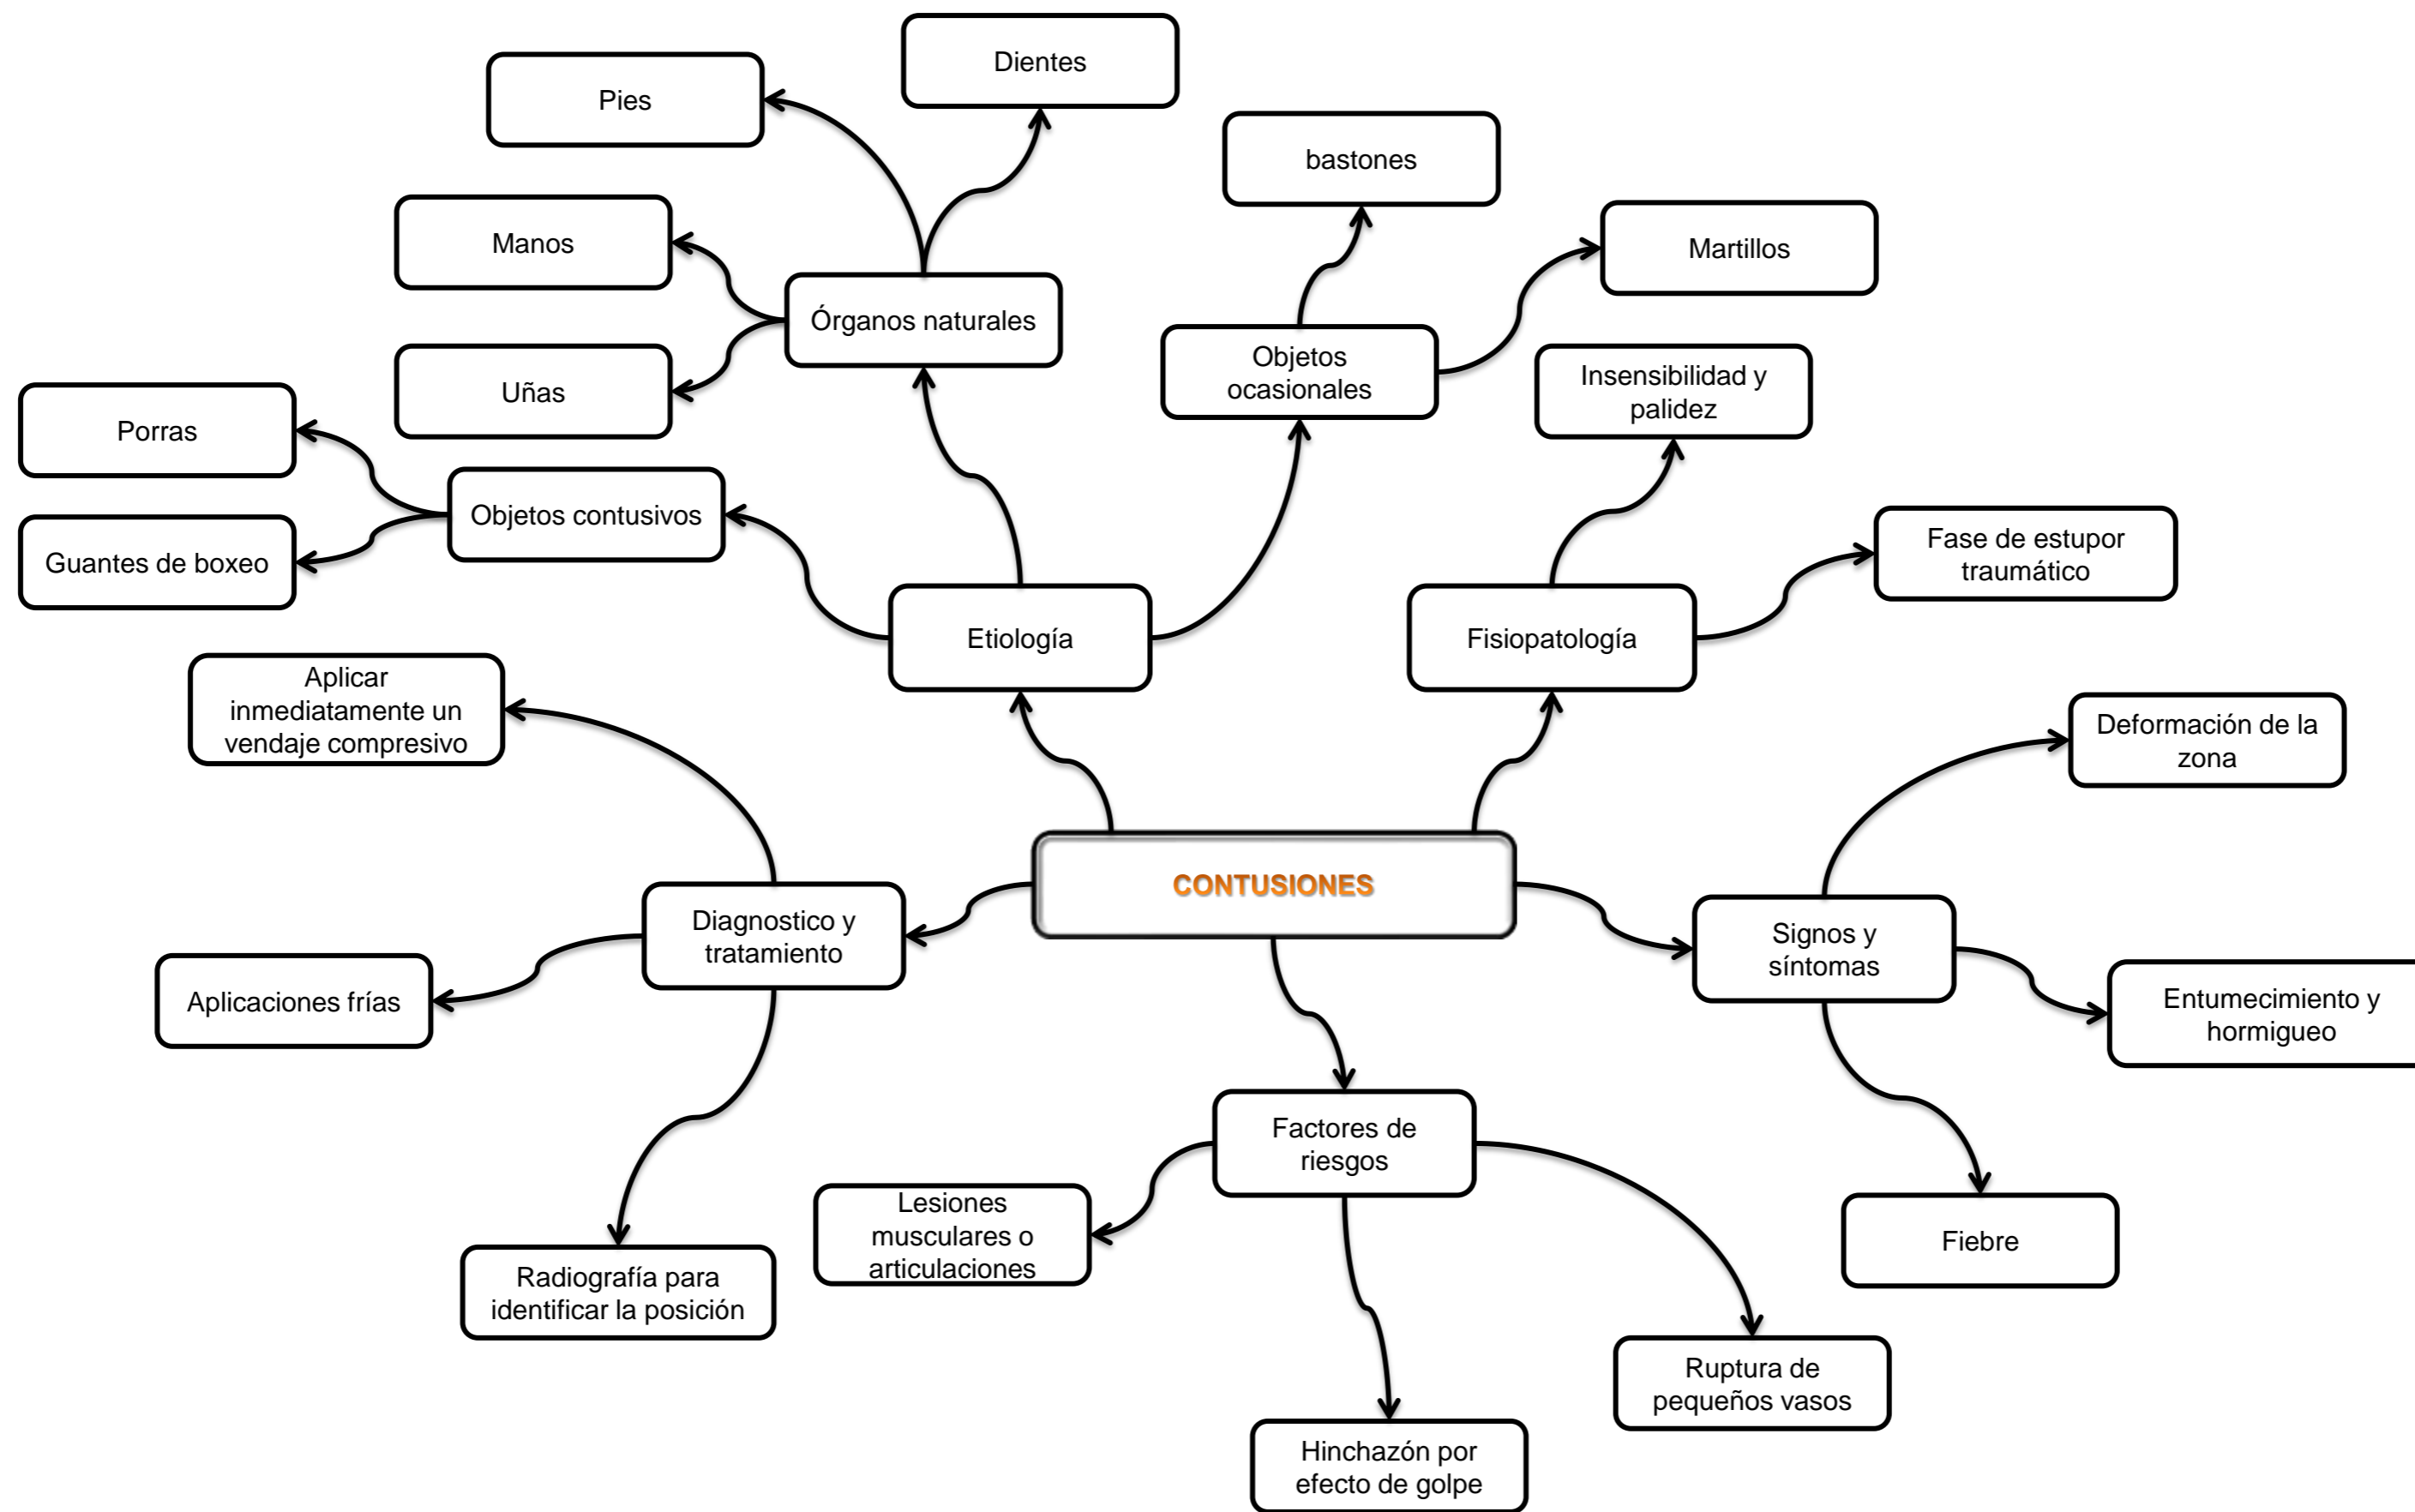 Dientes
Pies
bastones
Manos
Martillos
Órganos naturales
Objetos
ocasionales
Insensibilidad y
palidez
Uñas
Porras
Objetos contusivos
Guantes de boxeo
Fase de estupor
traumático
Etiología
Fisiopatología
Aplicar
inmediatamente un
vendaje compresivo
Deformación de la
zona
CONTUSIONES
Diagnostico y
tratamiento
Signos y
síntomas
Aplicaciones frías
Entumecimiento y
hormigueo
Factores de
riesgos
Lesiones
musculares o
articulaciones
Fiebre
Radiografía para
identificar la posición
Ruptura de
pequeños vasos
Hinchazón por
efecto de golpe